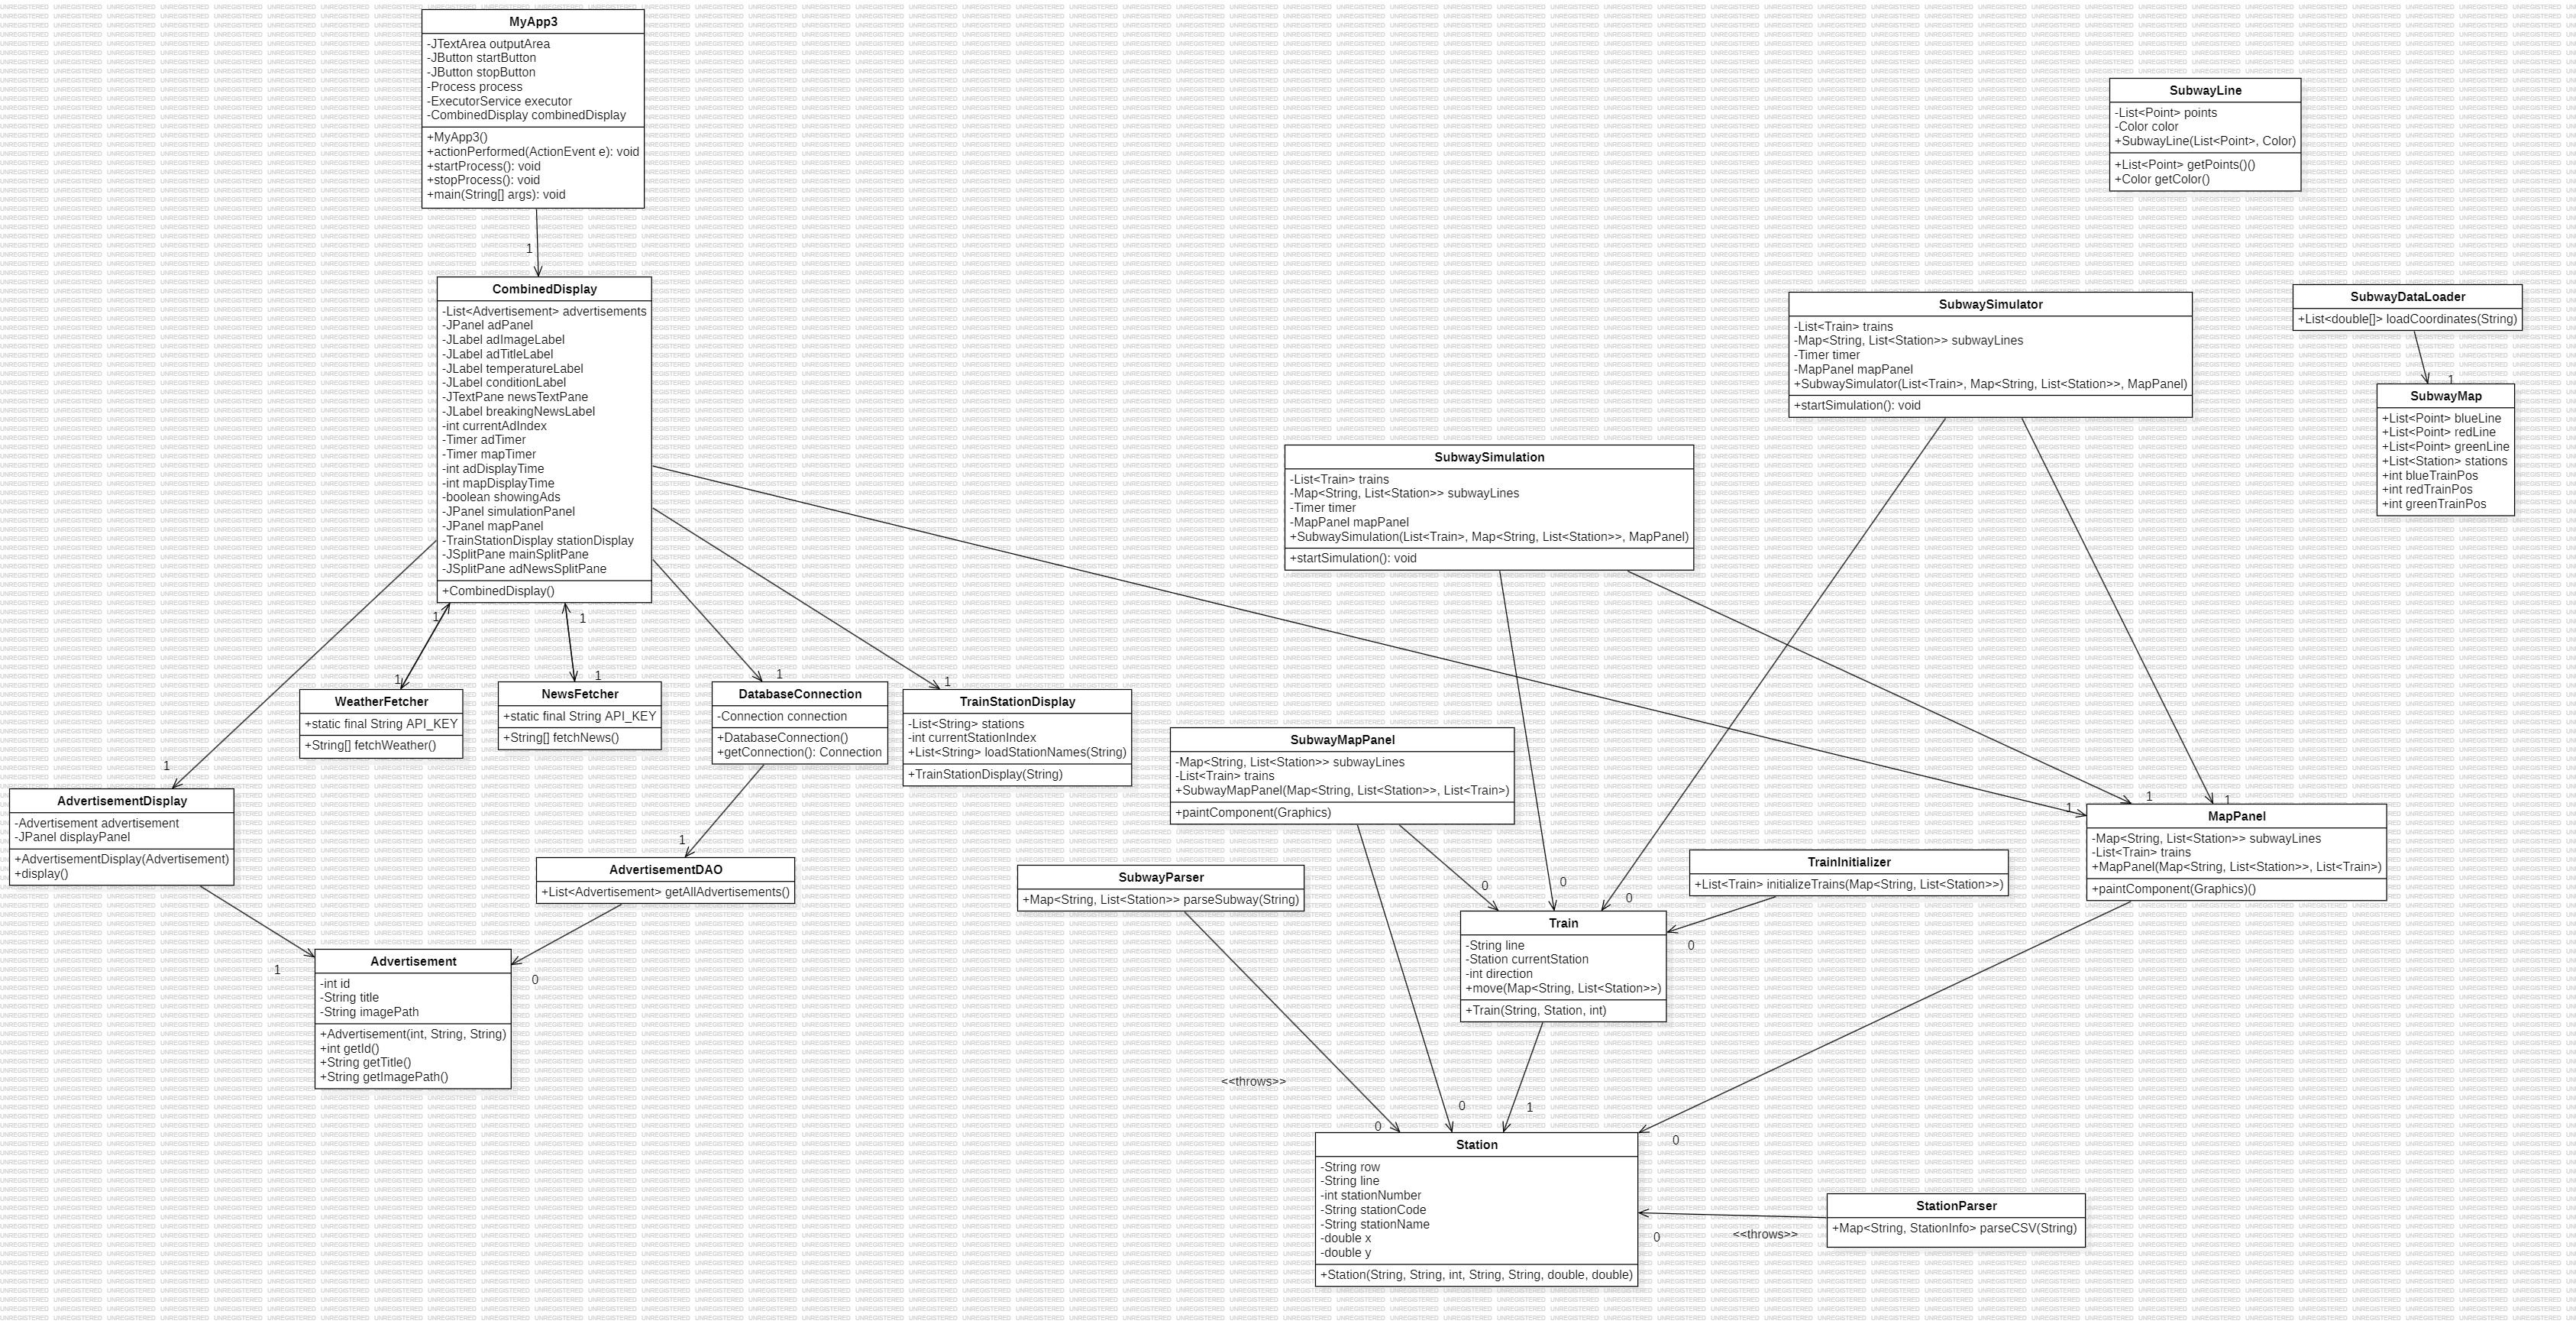 MyApp3
-JTextArea outputArea
-JButton startButton
-JButton stopButton
-Process process
-ExecutorService executor
-CombinedDisplay combinedDisplay
+MyApp3()
+actionPerformed(ActionEvent e): void
+startProcess(): void
+stopProcess(): void
+main(String[] args): void
1
CombinedDisplay
-List<Advertisement> advertisements
-JPanel adPanel
-JLabel adImageLabel
-JLabel adTitleLabel
-JLabel temperatureLabel
-JLabel conditionLabel
-JTextPane newsTextPane
-JLabel breakingNewsLabel
-int currentAdIndex
-Timer adTimer
-Timer mapTimer
-int adDisplayTime
-int mapDisplayTime
-boolean showingAds
-JPanel simulationPanel
-JPanel mapPanel
-TrainStationDisplay stationDisplay
-JSplitPane mainSplitPane
-JSplitPane adNewsSplitPane
+CombinedDisplay()
1
1
1
1
1
1
1
WeatherFetcher
+static final String API_KEY
+String[] fetchWeather()
NewsFetcher
+static final String API_KEY
+String[] fetchNews()
DatabaseConnection
-Connection connection
+DatabaseConnection()
+getConnection(): Connection
TrainStationDisplay
-List<String> stations
-int currentStationIndex
+List<String> loadStationNames(String)
+TrainStationDisplay(String)
AdvertisementDisplay
-Advertisement advertisement
-JPanel displayPanel
+AdvertisementDisplay(Advertisement)
+display()
1
AdvertisementDAO
+List<Advertisement> getAllAdvertisements()
1
0
Advertisement
-int id
-String title
-String imagePath
+Advertisement(int, String, String)
+int getId()
+String getTitle()
+String getImagePath()
SubwayLine
-List<Point> points
-Color color
+SubwayLine(List<Point>, Color)
+List<Point> getPoints()()
+Color getColor()
SubwayDataLoader
+List<double[]> loadCoordinates(String)
1
SubwayMap
+List<Point> blueLine
+List<Point> redLine
+List<Point> greenLine
+List<Station> stations
+int blueTrainPos
+int redTrainPos
+int greenTrainPos
SubwaySimulator
-List<Train> trains
-Map<String, List<Station>> subwayLines
-Timer timer
-MapPanel mapPanel
+SubwaySimulator(List<Train>, Map<String, List<Station>>, MapPanel)
+startSimulation(): void
SubwaySimulation
-List<Train> trains
-Map<String, List<Station>> subwayLines
-Timer timer
-MapPanel mapPanel
+SubwaySimulation(List<Train>, Map<String, List<Station>>, MapPanel)
+startSimulation(): void
SubwayMapPanel
-Map<String, List<Station>> subwayLines
-List<Train> trains
+SubwayMapPanel(Map<String, List<Station>>, List<Train>)
+paintComponent(Graphics)
1
1
1
MapPanel
-Map<String, List<Station>> subwayLines
-List<Train> trains
+MapPanel(Map<String, List<Station>>, List<Train>)
+paintComponent(Graphics)()
TrainInitializer
+List<Train> initializeTrains(Map<String, List<Station>>)
SubwayParser
+Map<String, List<Station>> parseSubway(String)
0
0
0
0
Train
-String line
-Station currentStation
-int direction
+move(Map<String, List<Station>>)
+Train(String, Station, int)
<<throws>>
0
0
1
0
Station
-String row
-String line
-int stationNumber
-String stationCode
-String stationName
-double x
-double y
+Station(String, String, int, String, String, double, double)
0
<<throws>>
StationParser
+Map<String, StationInfo> parseCSV(String)
UNREGISTERED